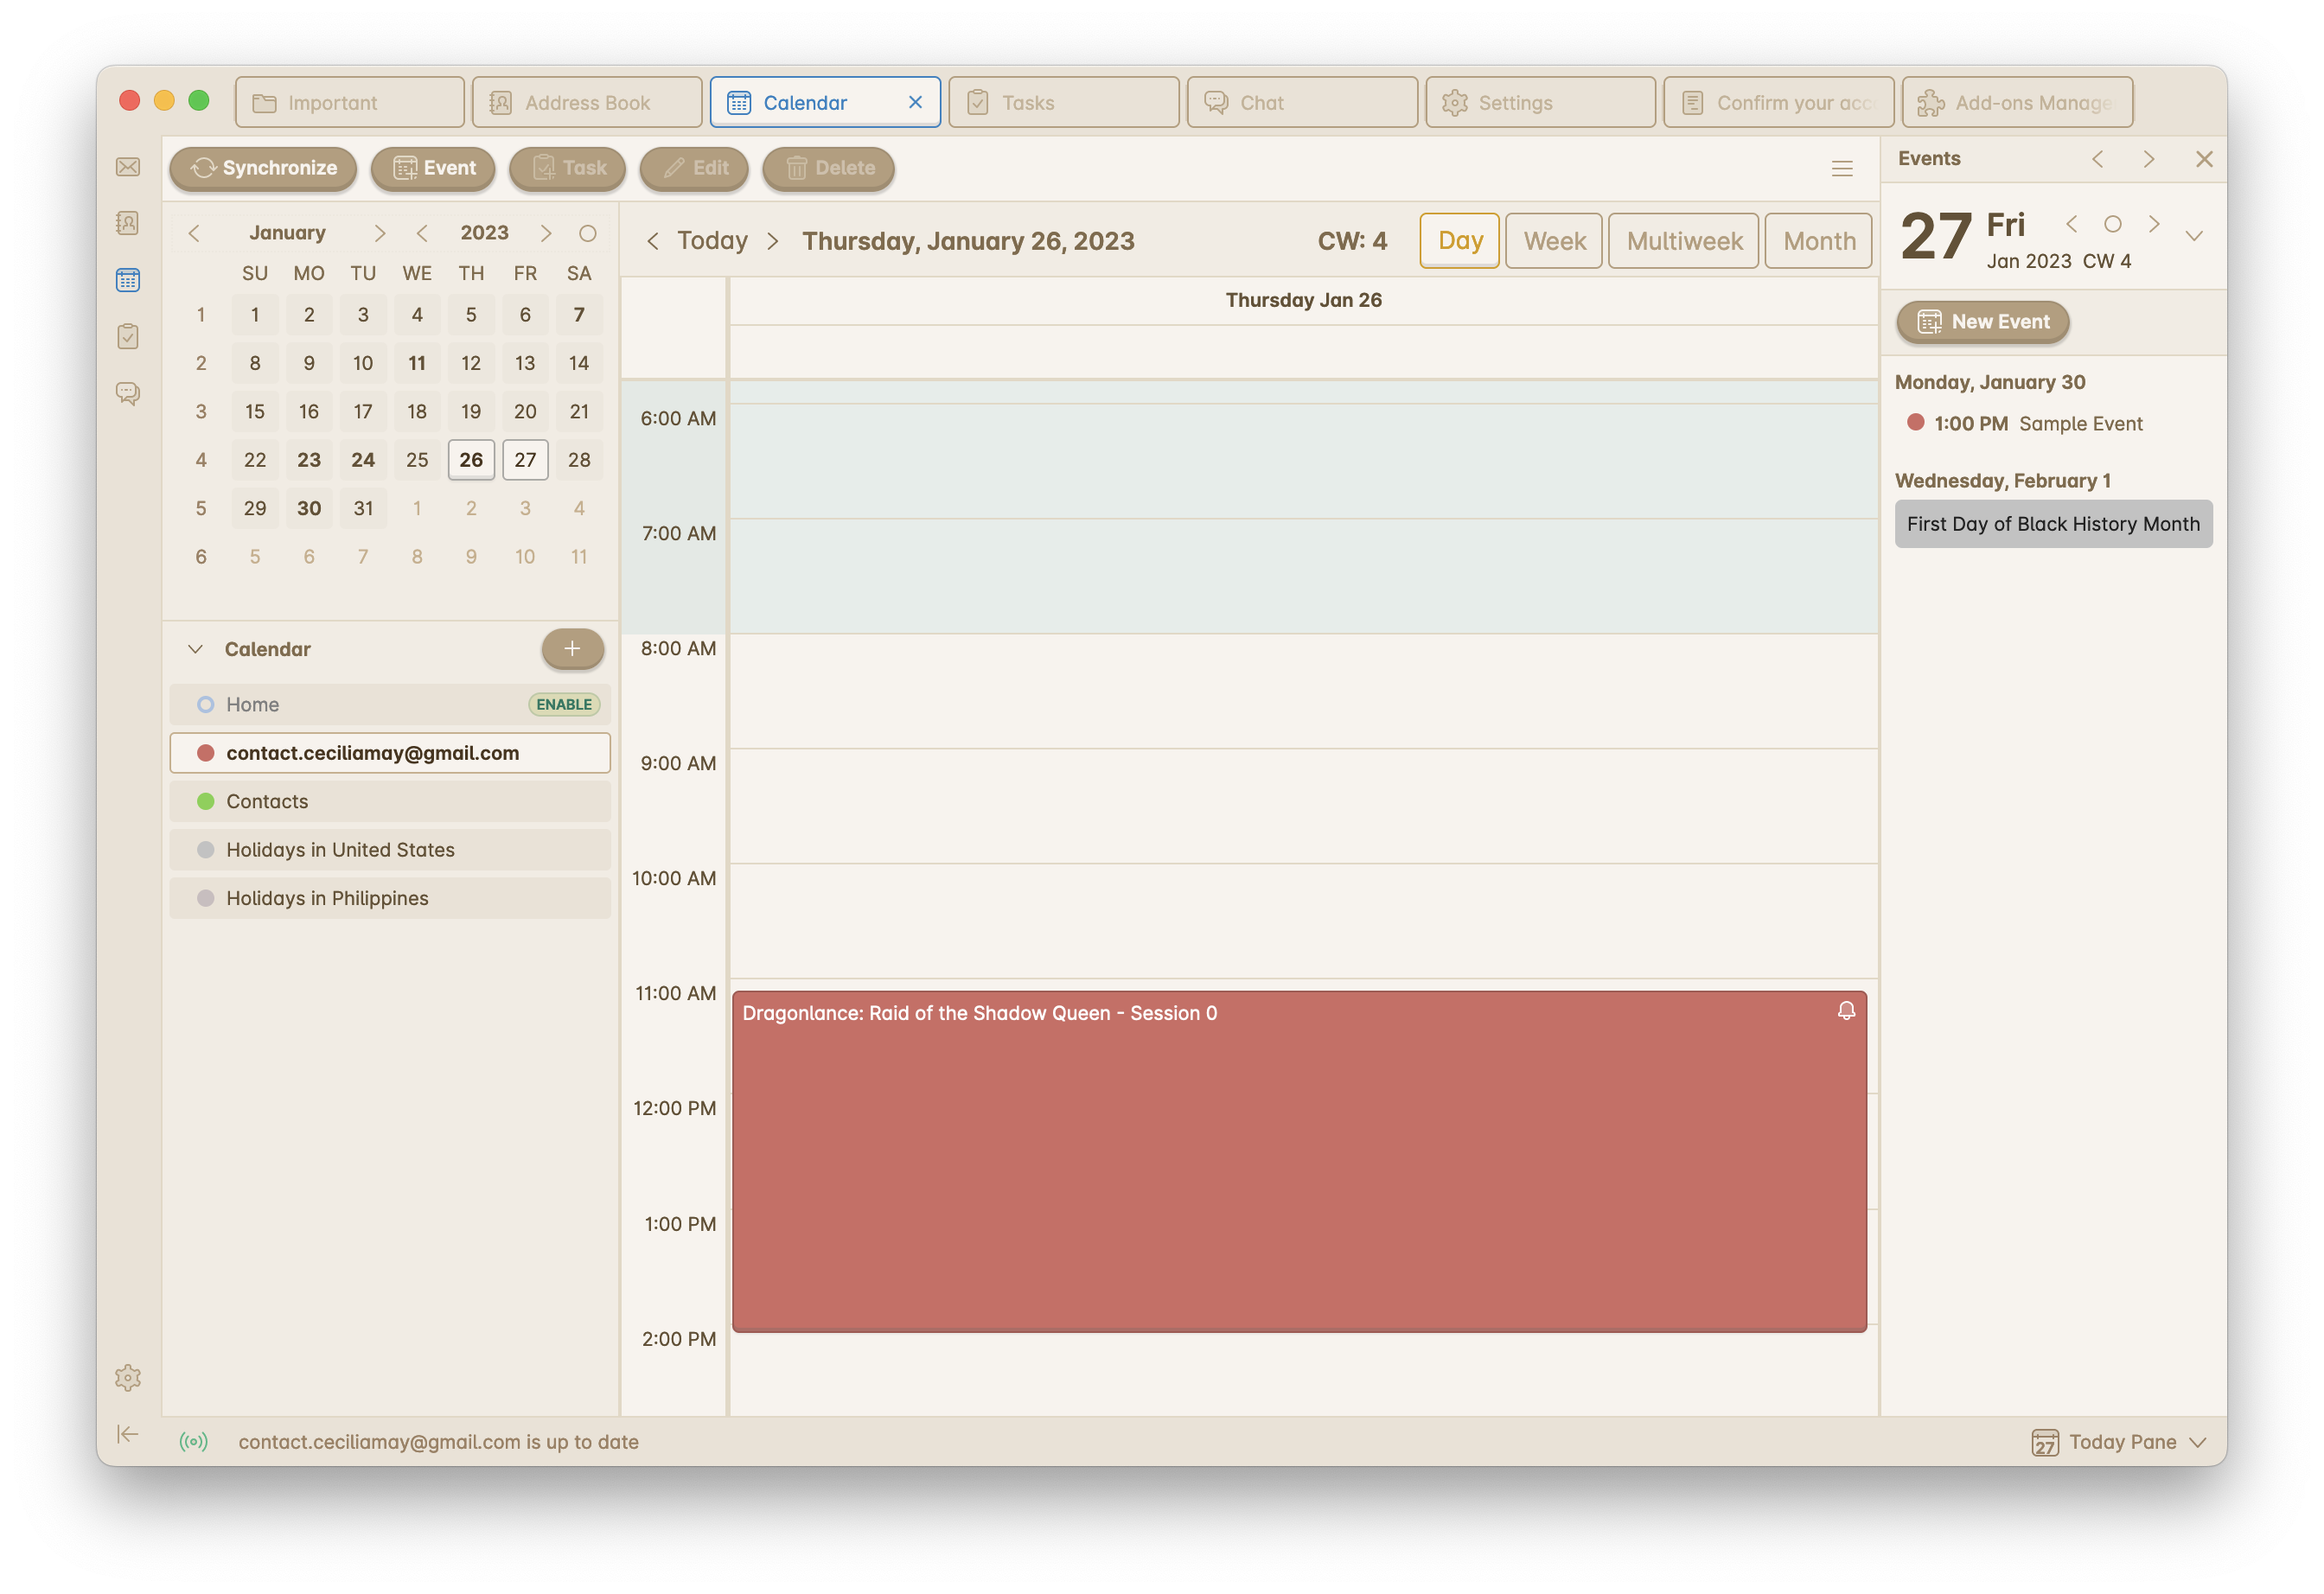 Important
Address Book
Calendar
Tasks
Chat
Settings
Confirm your acc
Add-ons Manage
Synchronize
Event
Task
Edit
Delete
January 2023
SU MO TU WE TH FR SA
1 1 2 3 4 5 6 7
2 8 9 10 11 12 13 14
3 15 16 17 18 19 20 21
4 22 23 24 25 26 27 28
5 29 30 31 1 2 3 4
6 5 6 7 8 9 10 11
Calendar
+
Home ENABLE
contact.ceciliamay@gmail.com
Contacts
Holidays in United States
Holidays in Philippines
Today Thursday, January 26, 2023 CW: 4 Day Week Multiweek Month
Thursday Jan 26
6:00 AM
7:00 AM
8:00 AM
9:00 AM
10:00 AM
11:00 AM
Dragonlance: Raid of the Shadow Queen - Session 0
12:00 PM
1:00 PM
2:00 PM
Events
27 Fri
Jan 2023 CW 4
New Event
Monday, January 30
1:00 PM Sample Event
Wednesday, February 1
First Day of Black History Month
contact.ceciliamay@gmail.com is up to date
27 Today Pane